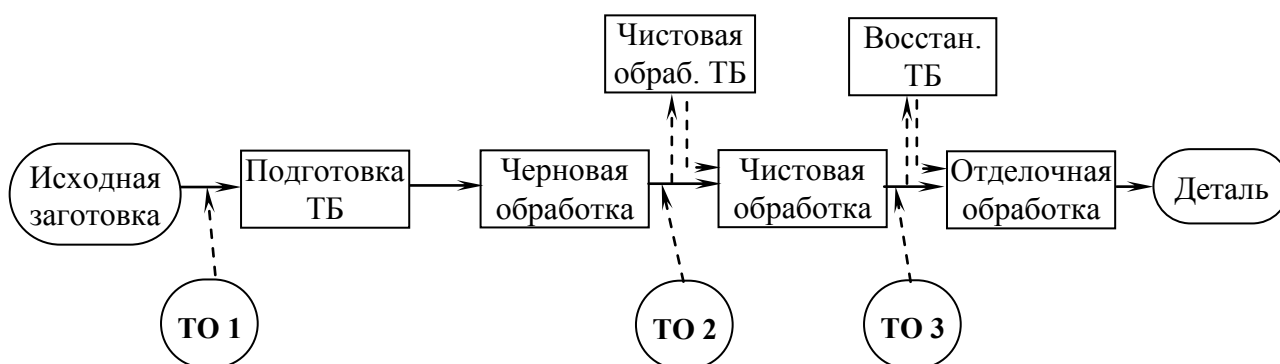 Чистовая
обраб. ТБ
Восстан.
ТБ
Исходная
заготовка
Подготовка
ТБ
Черновая
обработка
Чистовая
обработка
Отделочная
обработка
Деталь
ТО 1
ТО 2
ТО 3